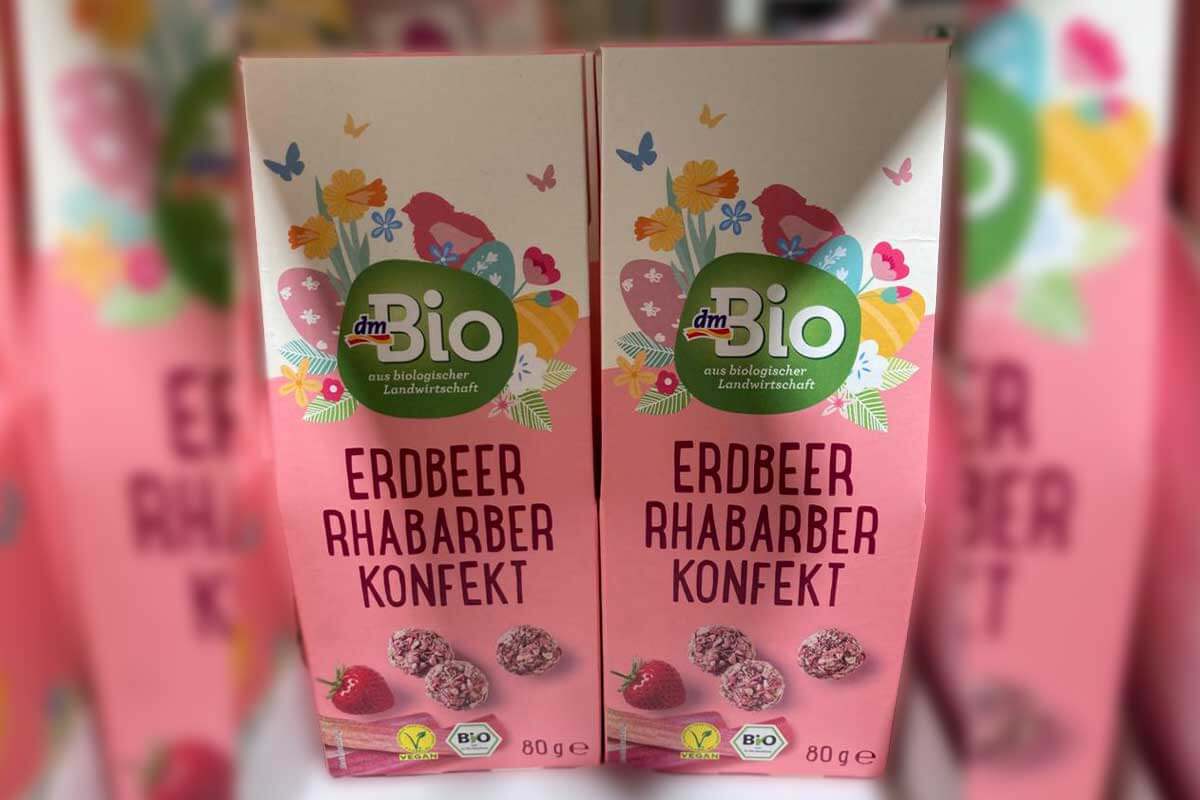 dm Bio
aus biologischer
Landwirtschaft
ERDBEER
RHABARBER
KONFEKT
VEGAN
BIO
80 g e
dm Bio
aus biologischer
Landwirtschaft
ERDBEER
RHABARBER
KONFEKT
VEGAN
BIO
80 g e